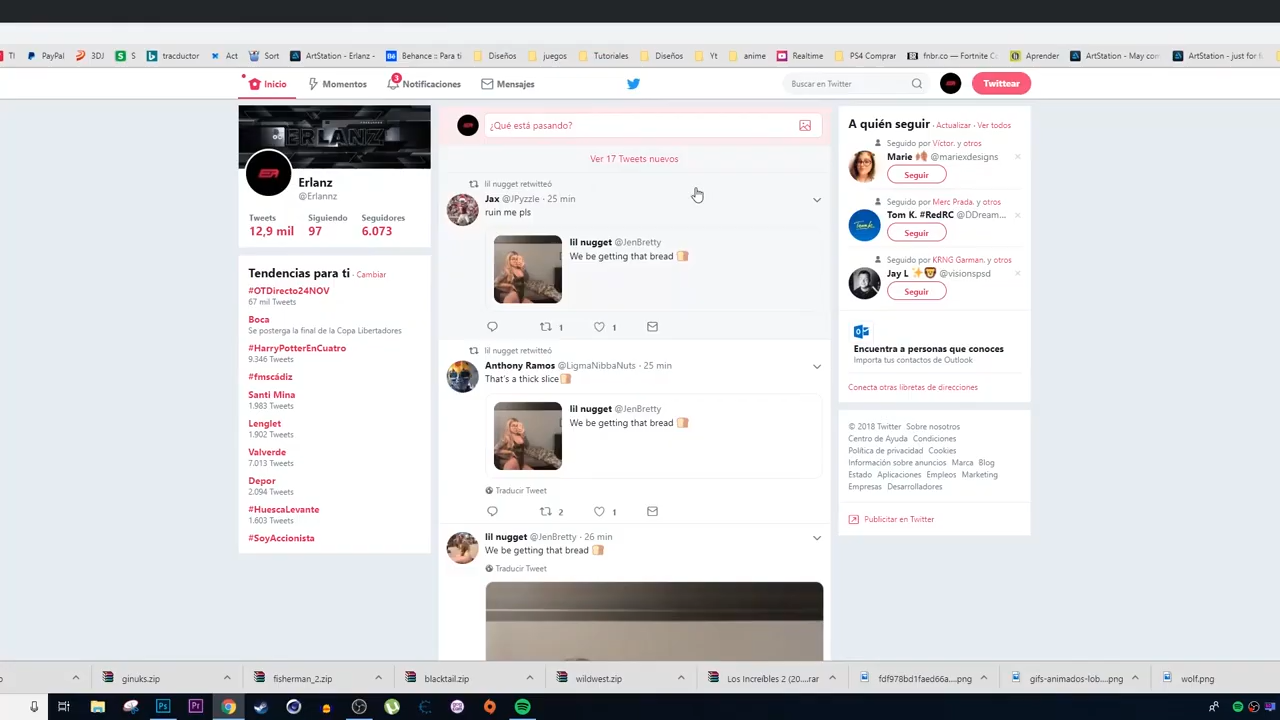 TI PayPal 3DJ S tracductor Act Sort ArtStation - Erlanz - Behance :: Para ti Diseños juegos Tutoriales Diseños Yt anime Realtime PS4 Comprar fnbr.co — Fortnite C Aprender ArtStation - May com ArtStation - just for f
Inicio Momentos 3 Notificaciones Mensajes Buscar en Twitter Twittear
ERLANZ
Erlanz
@Erlannz
Tweets Siguiendo Seguidores
12,9 mil 97 6.073
Tendencias para ti · Cambiar
#OTDirecto24NOV
67 mil Tweets
Boca
Se posterga la final de la Copa Libertadores
#HarryPotterEnCuatro
9.346 Tweets
#fmscádiz
Santi Mina
1.983 Tweets
Lenglet
1.902 Tweets
Valverde
7.013 Tweets
Depor
2.094 Tweets
#HuescaLevante
1.603 Tweets
#SoyAccionista
¿Qué está pasando?
Ver 17 Tweets nuevos
lil nugget retwitteó
Jax @JPyzzle · 25 min
ruin me pls
lil nugget @JenBretty
We be getting that bread 🍞
1 1
lil nugget retwitteó
Anthony Ramos @LigmaNibbaNuts · 25 min
That's a thick slice🍞
lil nugget @JenBretty
We be getting that bread 🍞
Traducir Tweet
2 1
lil nugget @JenBretty · 26 min
We be getting that bread 🍞
Traducir Tweet
A quién seguir · Actualizar · Ver todos
Seguido por Víctor. y otros
Marie @mariexdesigns
Seguir
Seguido por Merc Prada. y otros
Tom K. #RedRC @DDream...
Seguir
Seguido por KRNG Garman. y otros
Jay L ✨🦁 @visionspsd
Seguir
Encuentra a personas que conoces
Importa tus contactos de Outlook
Conecta otras libretas de direcciones
© 2018 Twitter Sobre nosotros
Centro de Ayuda Condiciones
Política de privacidad Cookies
Información sobre anuncios Marca Blog
Estado Aplicaciones Empleos Marketing
Empresas Desarrolladores
Publicitar en Twitter
ginuks.zip fisherman_2.zip blacktail.zip wildwest.zip Los Increíbles 2 (20....rar fdf978bd1faed66a....png gifs-animados-lob....png wolf.png
Ps Pr